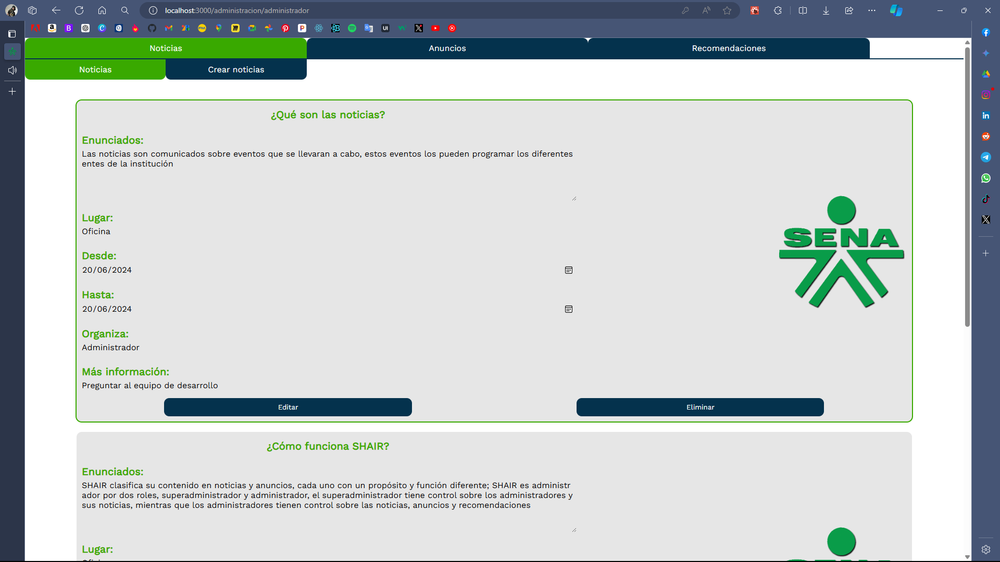 localhost:3000/administracion/administrador
Noticias
Anuncios
Recomendaciones
Noticias
Crear noticias
¿Qué son las noticias?
Enunciados:
Las noticias son comunicados sobre eventos que se llevaran a cabo, estos eventos los pueden programar los diferentes
entes de la institución
Lugar:
Oficina
Desde:
20/06/2024
Hasta:
20/06/2024
Organiza:
Administrador
Más información:
Preguntar al equipo de desarrollo
SENA
Editar
Eliminar
¿Cómo funciona SHAIR?
Enunciados:
SHAIR clasifica su contenido en noticias y anuncios, cada uno con un propósito y función diferente; SHAIR es administr
ador por dos roles, superadministrador y administrador, el superadministrador tiene control sobre los administradores y
sus noticias, mientras que los administradores tienen control sobre las noticias, anuncios y recomendaciones
Lugar: